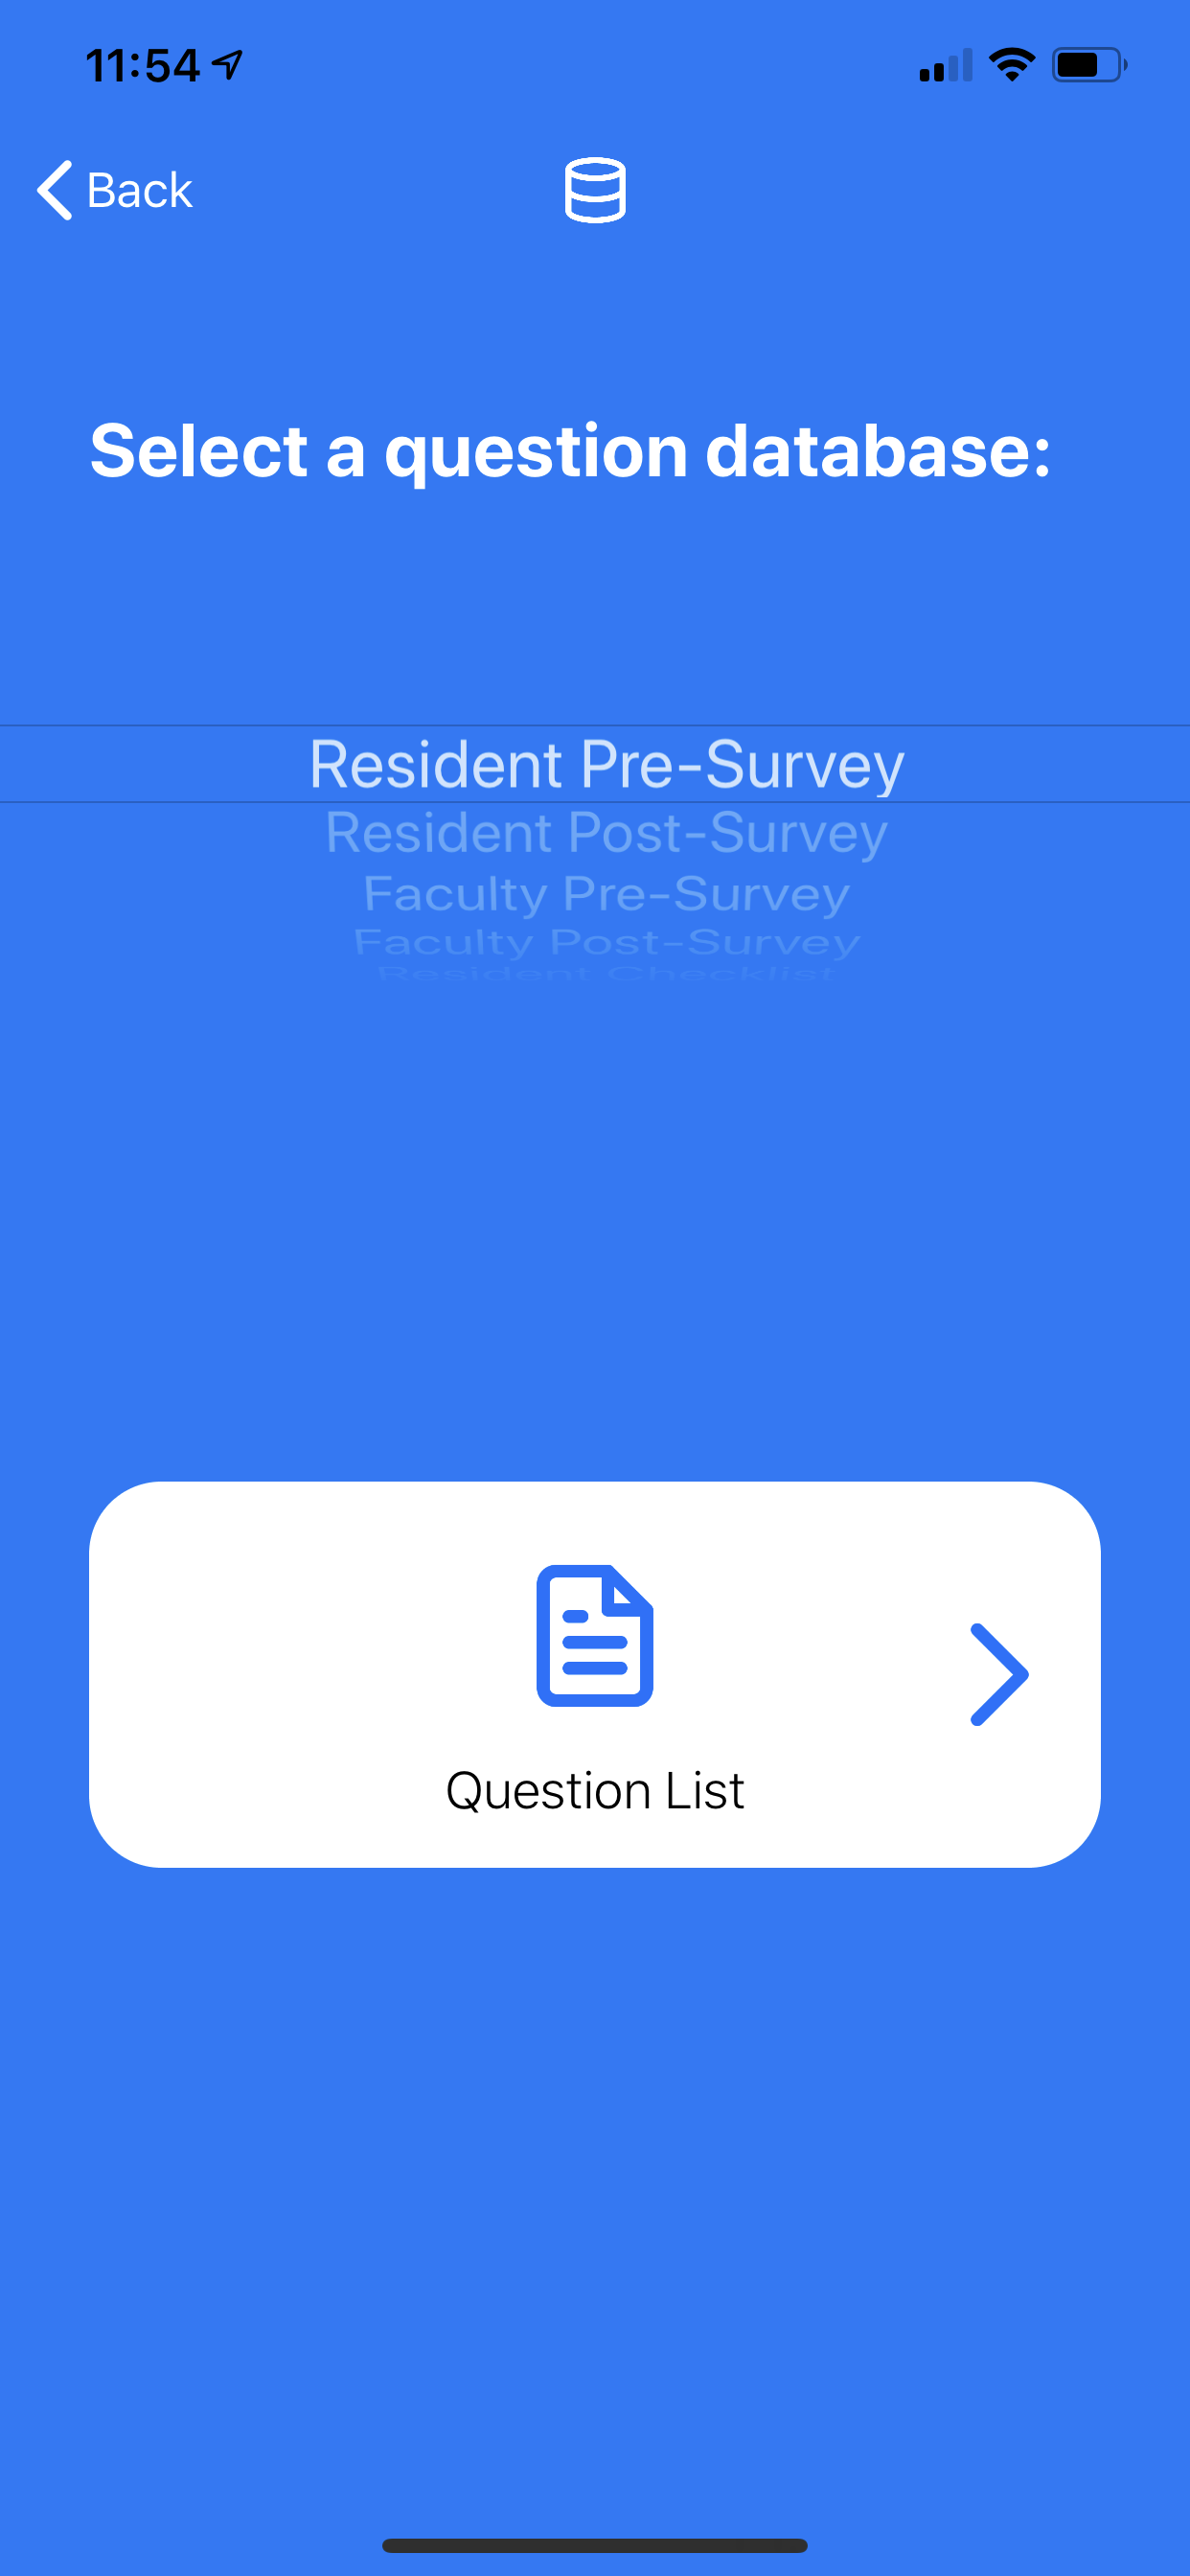 11:54
Back
Select a question database:
Resident Pre-Survey
Resident Post-Survey
Faculty Pre-Survey
Faculty Post-Survey
Resident Checklist
Question List